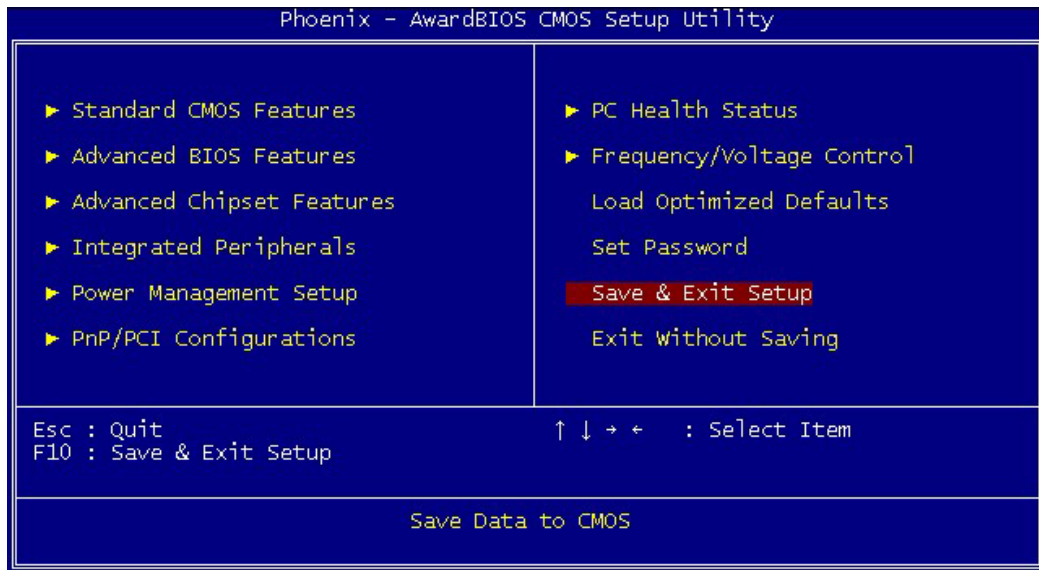 Phoenix - AwardBIOS CMOS Setup Utility
► Standard CMOS Features
► Advanced BIOS Features
► Advanced Chipset Features
► Integrated Peripherals
► Power Management Setup
► PnP/PCI Configurations
► PC Health Status
► Frequency/Voltage Control
Load Optimized Defaults
Set Password
Save & Exit Setup
Exit Without Saving
Esc : Quit
F10 : Save & Exit Setup
↑ ↓ → ← : Select Item
Save Data to CMOS